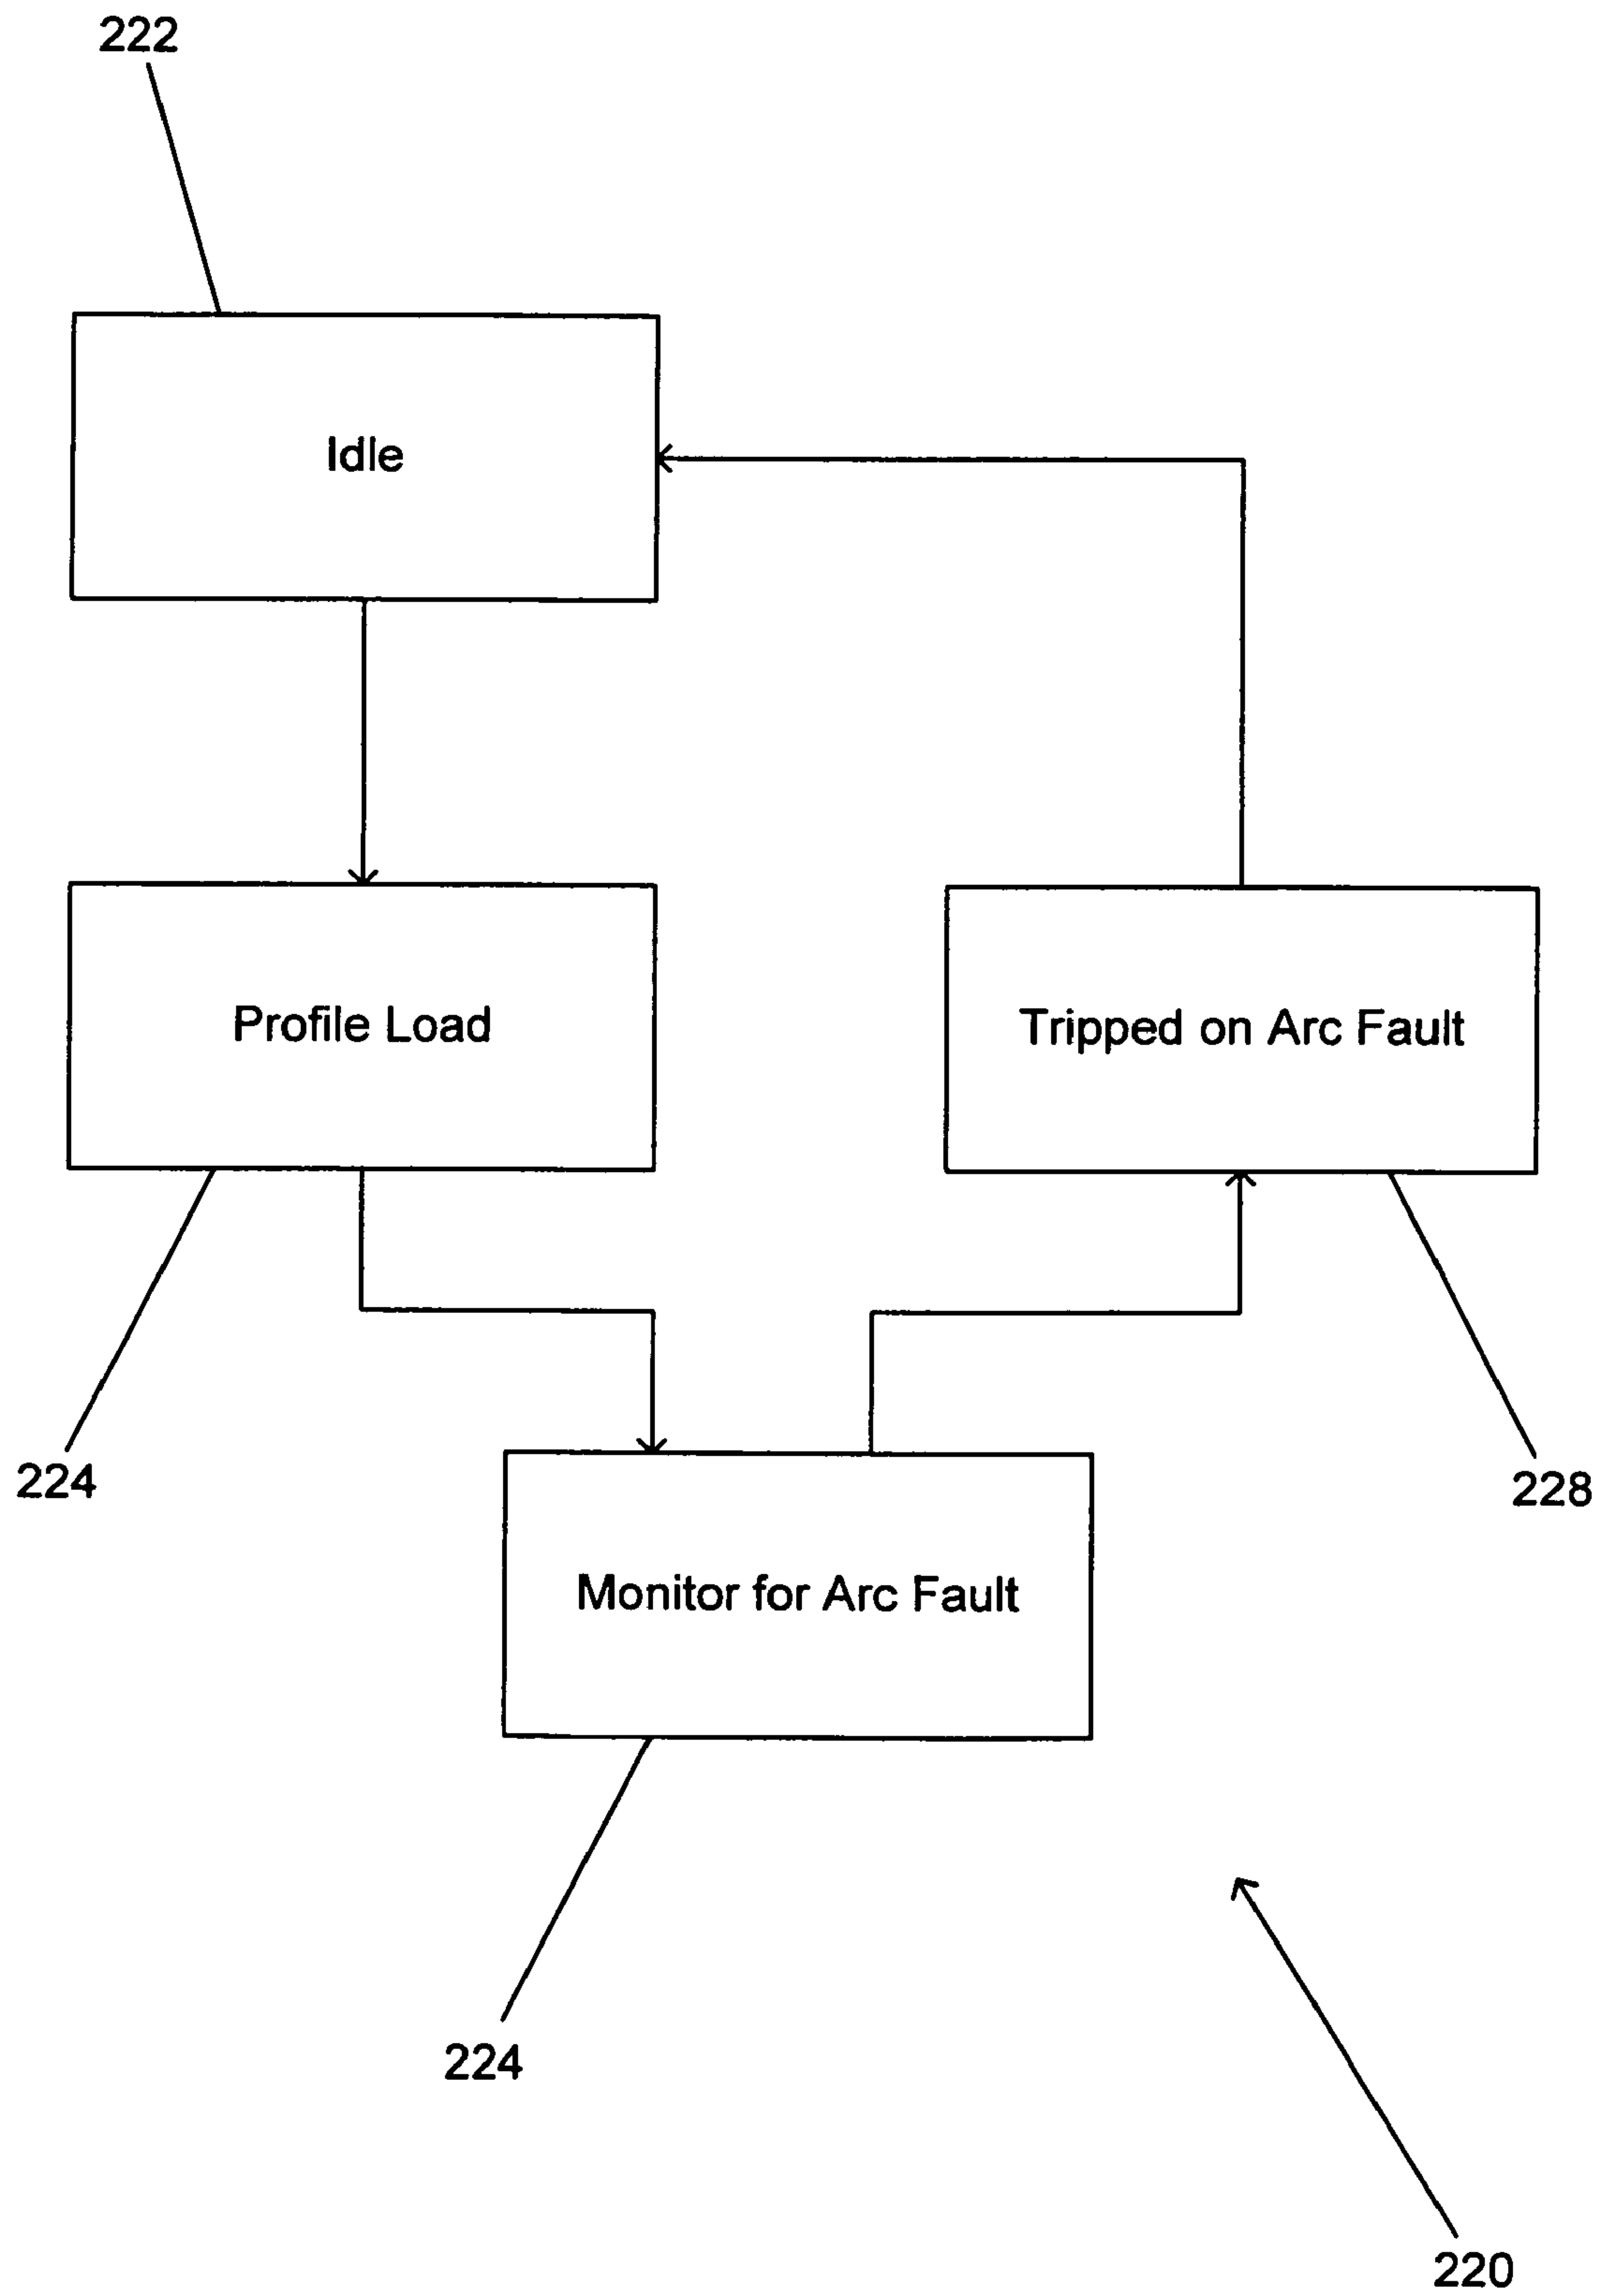 222
Idle
Profile Load
Tripped on Arc Fault
224
228
Monitor for Arc Fault
224
220